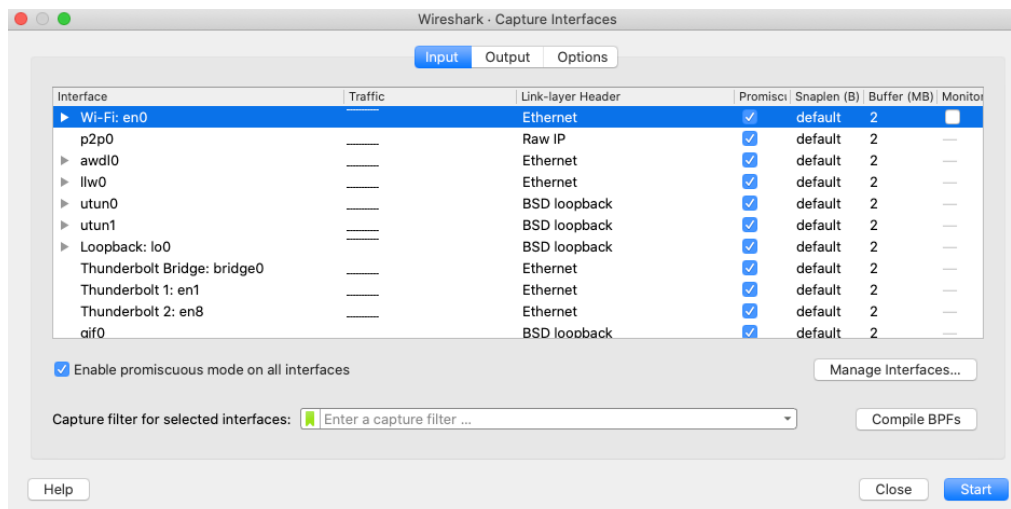 Wireshark · Capture Interfaces
Input Output Options
Interface Traffic Link-layer Header Promisc Snaplen (B) Buffer (MB) Monitor
Wi-Fi: en0 Ethernet default 2
p2p0 Raw IP default 2 —
awdl0 Ethernet default 2 —
llw0 Ethernet default 2 —
utun0 BSD loopback default 2 —
utun1 BSD loopback default 2 —
Loopback: lo0 BSD loopback default 2 —
Thunderbolt Bridge: bridge0 Ethernet default 2 —
Thunderbolt 1: en1 Ethernet default 2 —
Thunderbolt 2: en8 Ethernet default 2 —
gif0 BSD loopback default 2 —
Enable promiscuous mode on all interfaces Manage Interfaces...
Capture filter for selected interfaces: Enter a capture filter ... Compile BPFs
Help Close Start